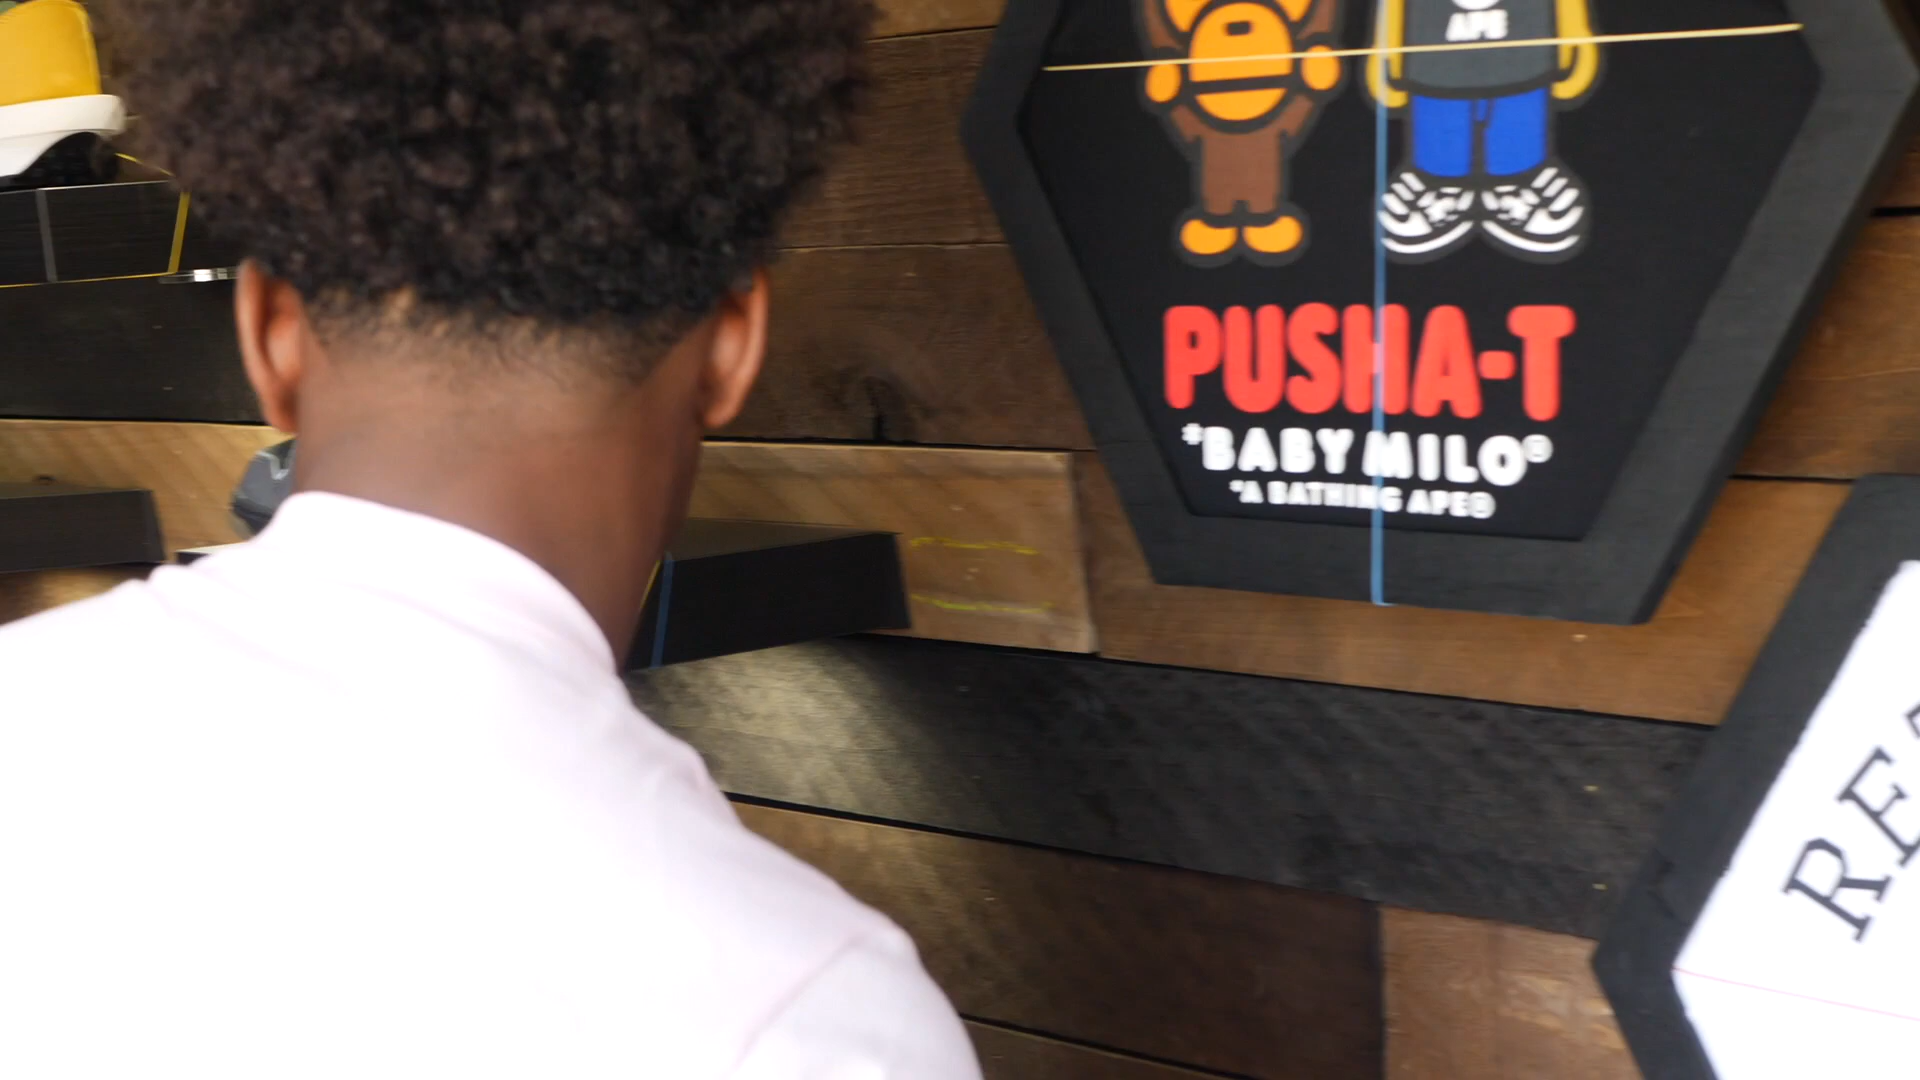 APE
PUSHA-T
"BABY MILO®
"A BATHING APE®
RE